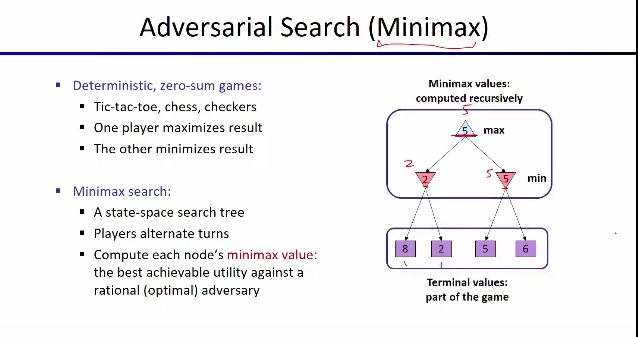 Adversarial Search (Minimax)
▪ Deterministic, zero-sum games:
▪ Tic-tac-toe, chess, checkers
▪ One player maximizes result
▪ The other minimizes result
▪ Minimax search:
▪ A state-space search tree
▪ Players alternate turns
▪ Compute each node's minimax value:
the best achievable utility against a
rational (optimal) adversary
Minimax values:
computed recursively
5
5 max
2 5
2 5 min
8 2 5 6
Terminal values:
part of the game